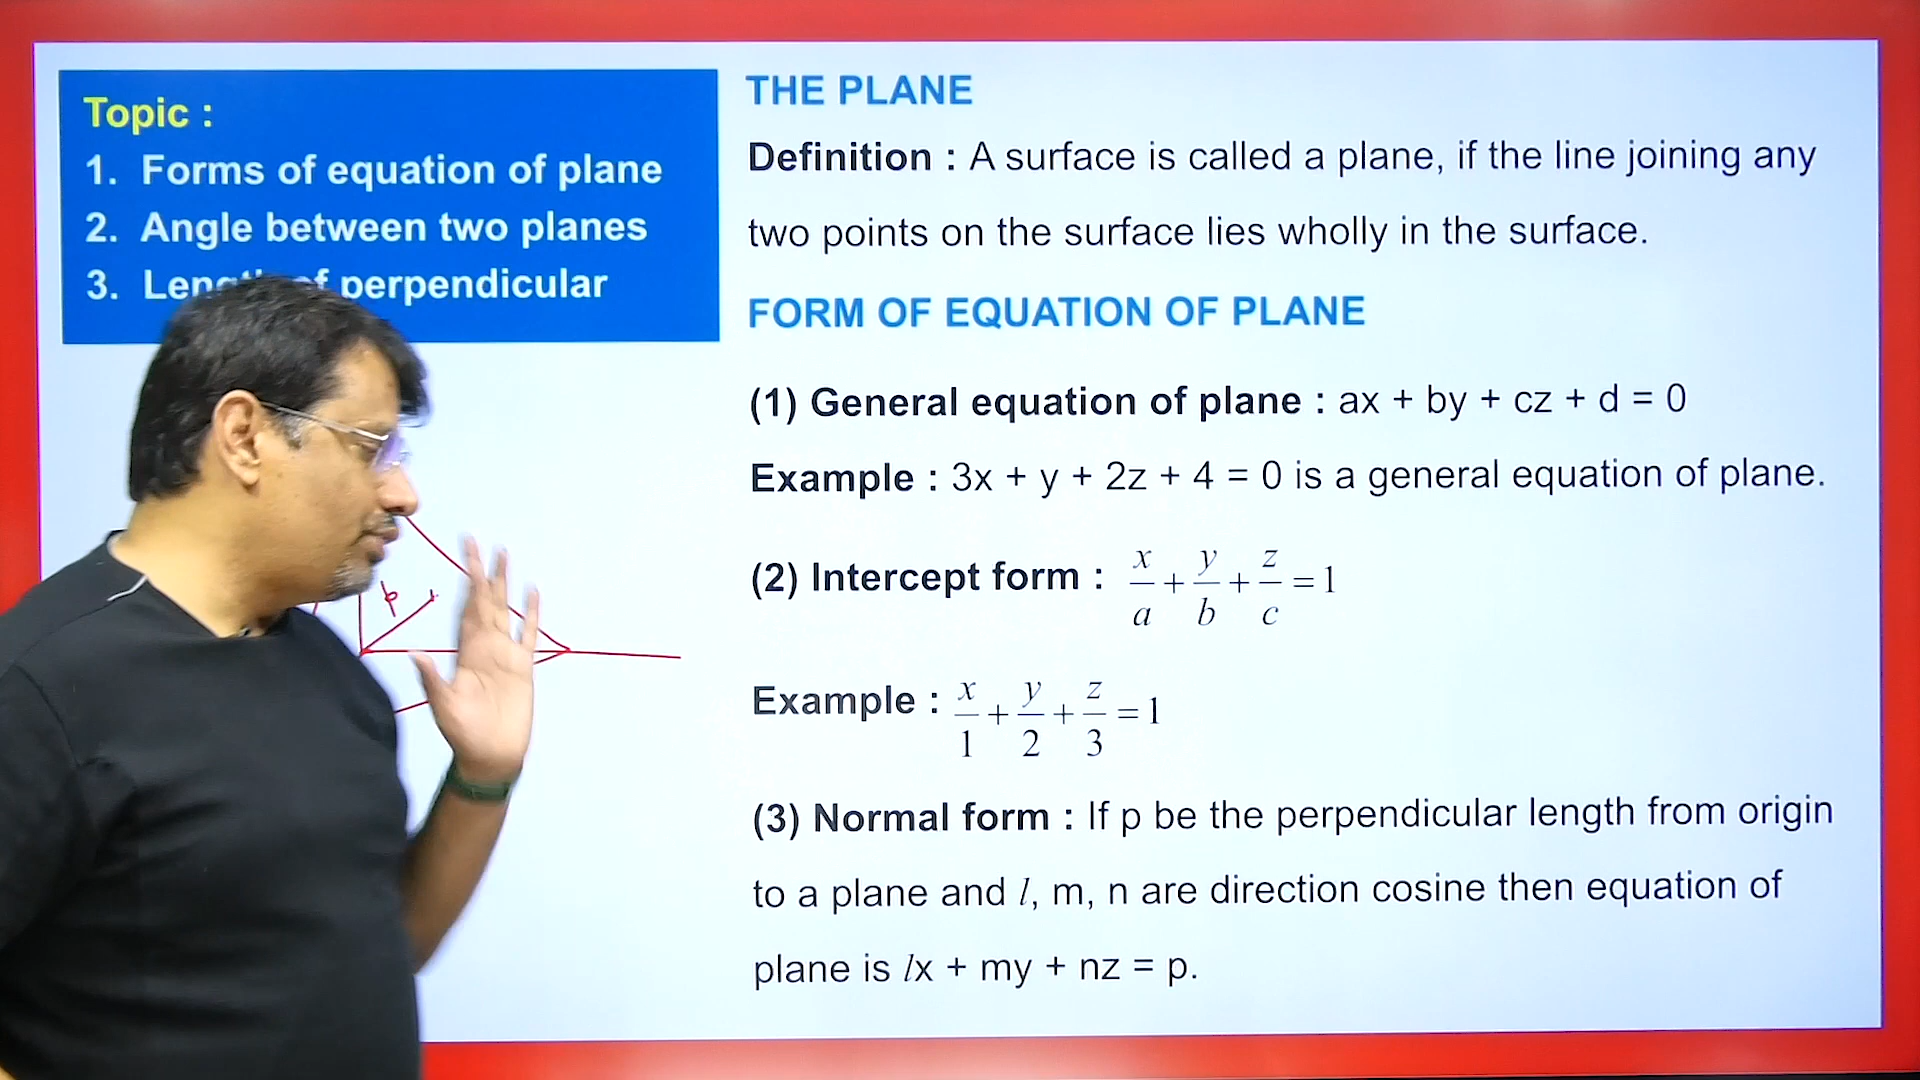 Topic :
1. Forms of equation of plane
2. Angle between two planes
3. perpendicular
THE PLANE
Definition : A surface is called a plane, if the line joining any
two points on the surface lies wholly in the surface.
FORM OF EQUATION OF PLANE
(1) General equation of plane : ax + by + cz + d = 0
Example : 3x + y + 2z + 4 = 0 is a general equation of plane.
(2) Intercept form : x/a + y/b + z/c = 1
Example : x/1 + y/2 + z/3 = 1
(3) Normal form : If p be the perpendicular length from origin
to a plane and l, m, n are direction cosine then equation of
plane is lx + my + nz = p.
p